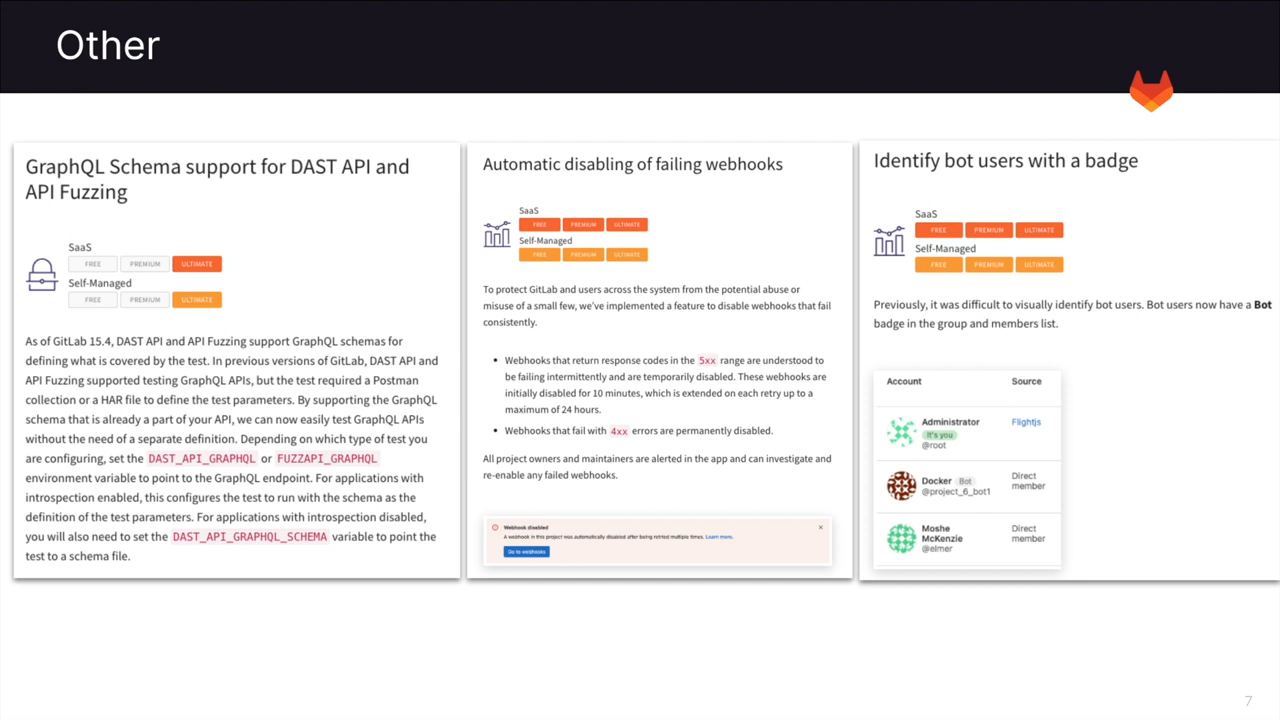 Other
GraphQL Schema support for DAST API and
API Fuzzing
SaaS
FREE PREMIUM ULTIMATE
Self-Managed
FREE PREMIUM ULTIMATE
As of GitLab 15.4, DAST API and API Fuzzing support GraphQL schemas for
defining what is covered by the test. In previous versions of GitLab, DAST API and
API Fuzzing supported testing GraphQL APIs, but the test required a Postman
collection or a HAR file to define the test parameters. By supporting the GraphQL
schema that is already a part of your API, we can now easily test GraphQL APIs
without the need of a separate definition. Depending on which type of test you
are configuring, set the DAST_API_GRAPHQL or FUZZAPI_GRAPHQL
environment variable to point to the GraphQL endpoint. For applications with
introspection enabled, this configures the test to run with the schema as the
definition of the test parameters. For applications with introspection disabled,
you will also need to set the DAST_API_GRAPHQL_SCHEMA variable to point the
test to a schema file.
Automatic disabling of failing webhooks
SaaS
FREE PREMIUM ULTIMATE
Self-Managed
FREE PREMIUM ULTIMATE
To protect GitLab and users across the system from the potential abuse or
misuse of a small few, we've implemented a feature to disable webhooks that fail
consistently.
• Webhooks that return response codes in the 5xx range are understood to
be failing intermittently and are temporarily disabled. These webhooks are
initially disabled for 10 minutes, which is extended on each retry up to a
maximum of 24 hours.
• Webhooks that fail with 4xx errors are permanently disabled.
All project owners and maintainers are alerted in the app and can investigate and
re-enable any failed webhooks.
Webhook disabled
A webhook in this project was automatically disabled after being retried multiple times. Learn more.
Go to webhooks
Identify bot users with a badge
SaaS
FREE PREMIUM ULTIMATE
Self-Managed
FREE PREMIUM ULTIMATE
Previously, it was difficult to visually identify bot users. Bot users now have a Bot
badge in the group and members list.
Account Source
Administrator Flightjs
It's you
@root
Docker Bot Direct
@project_6_bot1 member
Moshe Direct
McKenzie member
@elmer
7